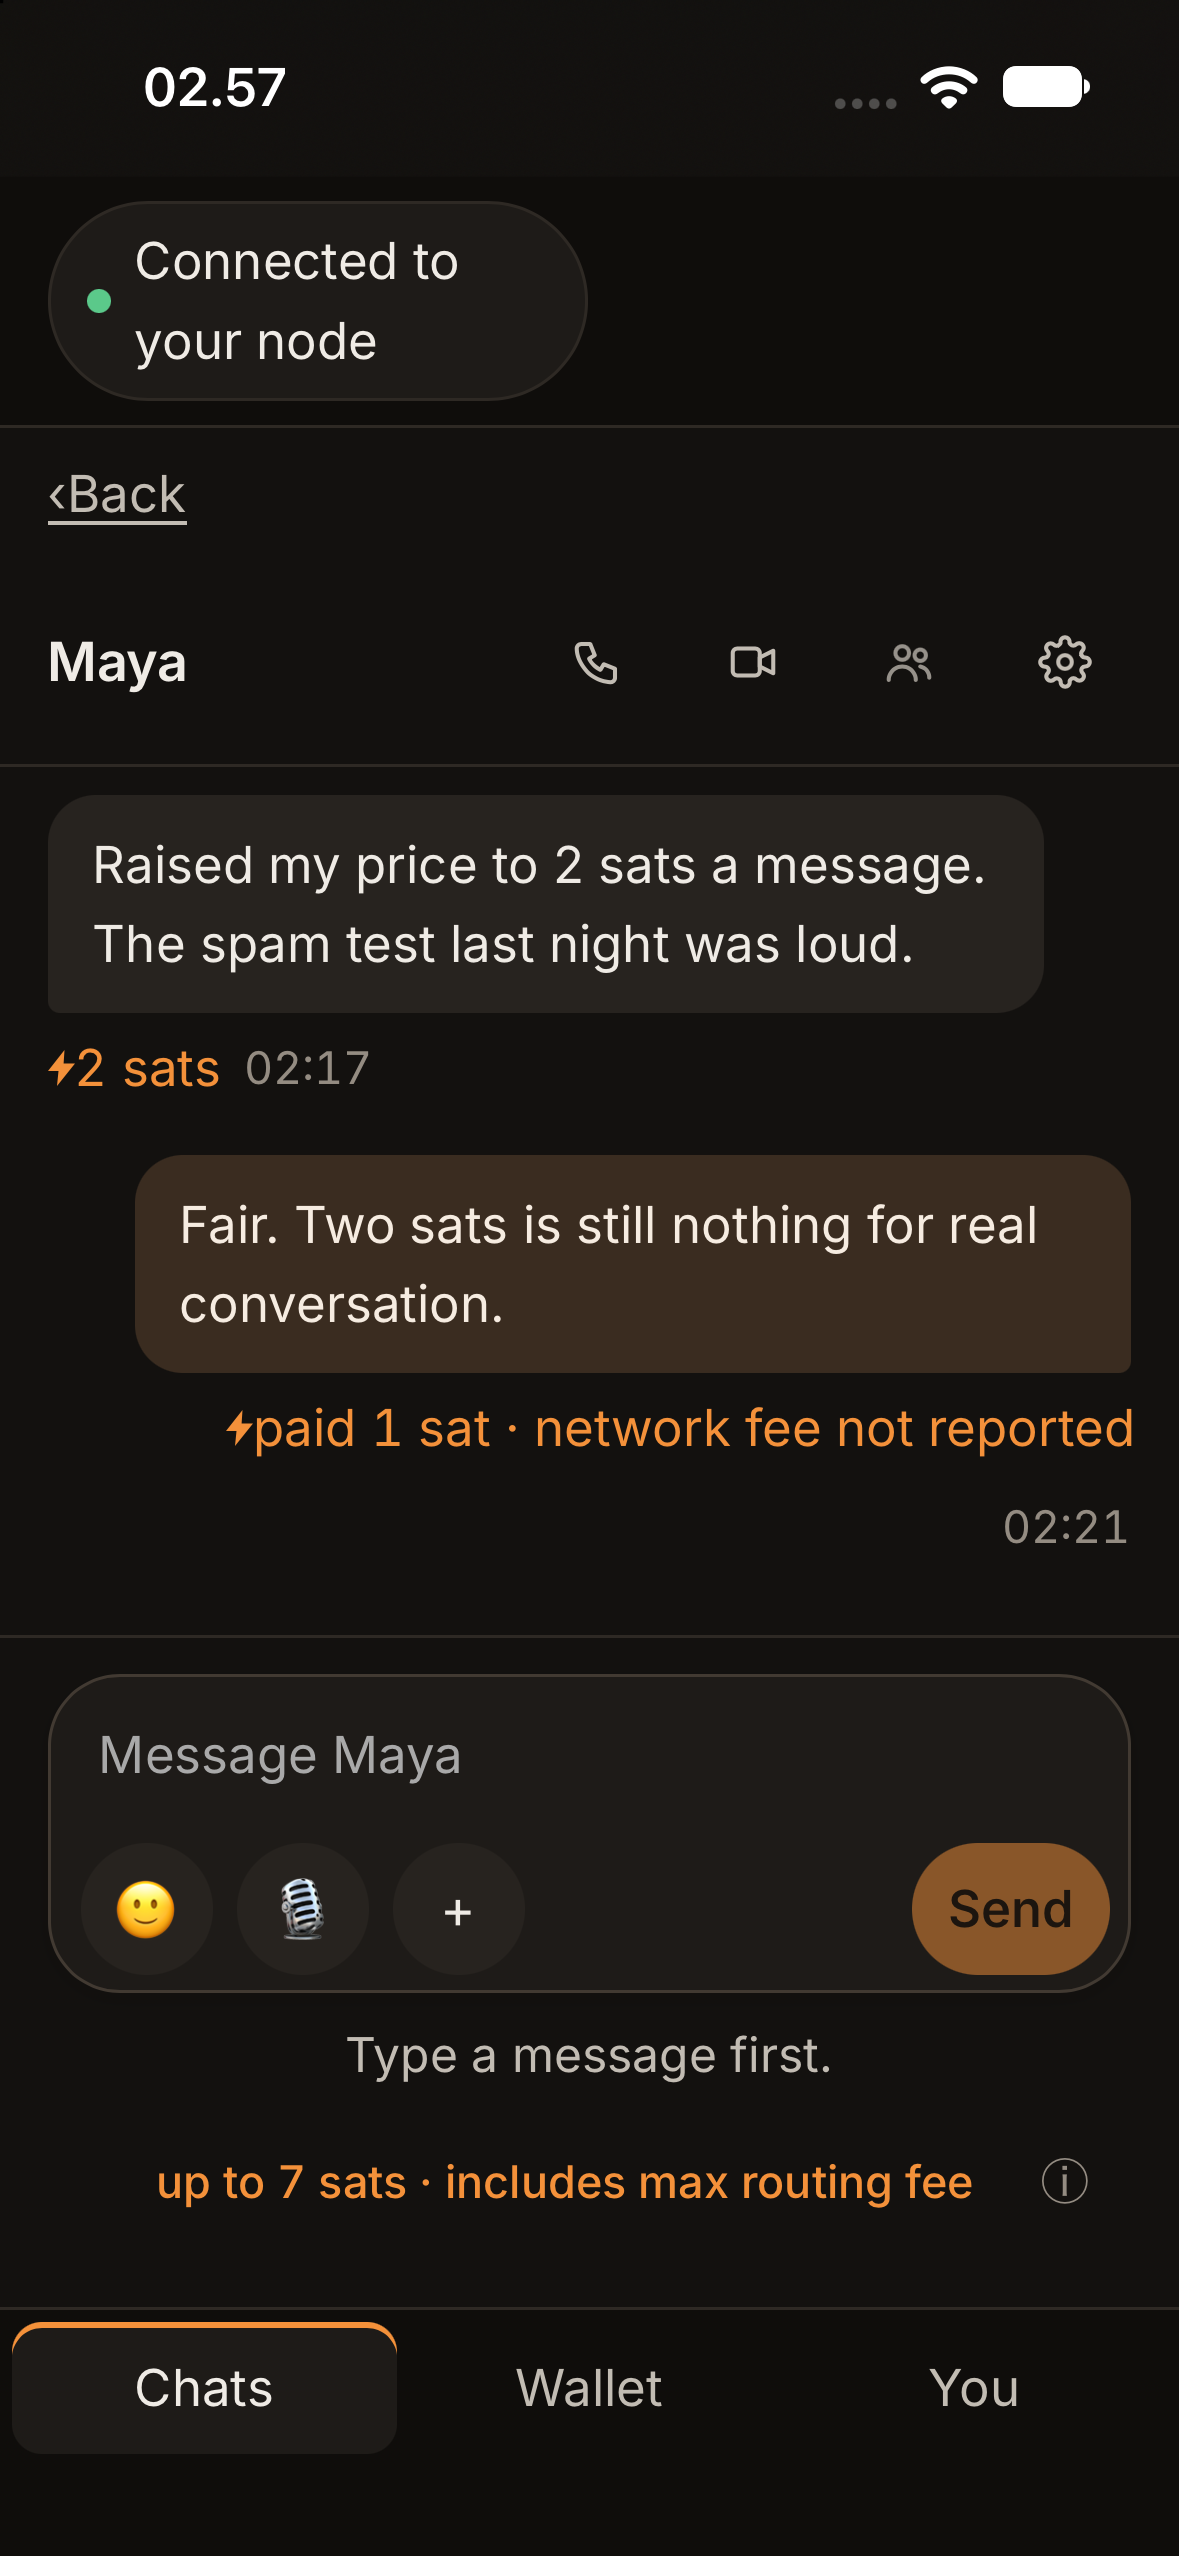 02.57
Connected to
your node
‹Back
Maya
Raised my price to 2 sats a message.
The spam test last night was loud.
⚡2 sats 02:17
Fair. Two sats is still nothing for real
conversation.
⚡paid 1 sat · network fee not reported
02:21
Message Maya
+
Send
Type a message first.
up to 7 sats · includes max routing fee ⓘ
Chats Wallet You